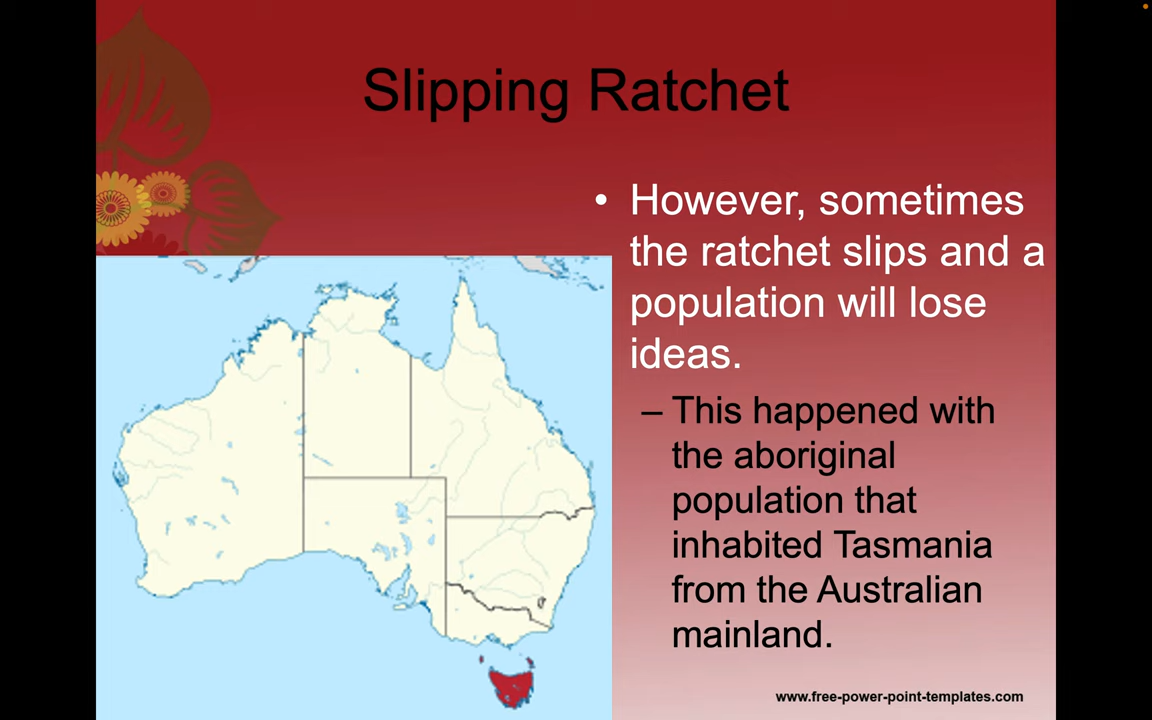 Slipping Ratchet
• However, sometimes
the ratchet slips and a
population will lose
ideas.
– This happened with
the aboriginal
population that
inhabited Tasmania
from the Australian
mainland.
www.free-power-point-templates.com